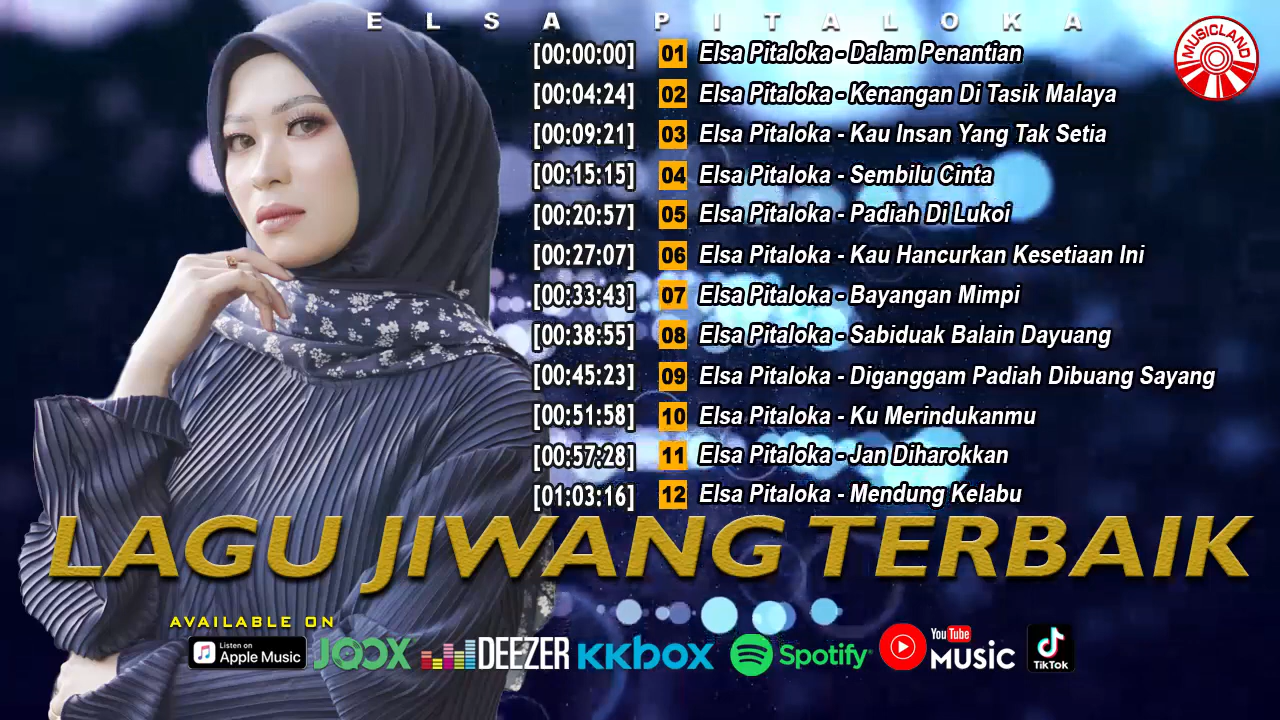 ELSA PITALOKA
MUSICLAND
[00:00:00] 01 Elsa Pitaloka - Dalam Penantian
[00:04:24] 02 Elsa Pitaloka - Kenangan Di Tasik Malaya
[00:09:21] 03 Elsa Pitaloka - Kau Insan Yang Tak Setia
[00:15:15] 04 Elsa Pitaloka - Sembilu Cinta
[00:20:57] 05 Elsa Pitaloka - Padiah Di Lukoi
[00:27:07] 06 Elsa Pitaloka - Kau Hancurkan Kesetiaan Ini
[00:33:43] 07 Elsa Pitaloka - Bayangan Mimpi
[00:38:55] 08 Elsa Pitaloka - Sabiduak Balain Dayuang
[00:45:23] 09 Elsa Pitaloka - Diganggam Padiah Dibuang Sayang
[00:51:58] 10 Elsa Pitaloka - Ku Merindukanmu
[00:57:28] 11 Elsa Pitaloka - Jan Diharokkan
[01:03:16] 12 Elsa Pitaloka - Mendung Kelabu
LAGU JIWANG TERBAIK
AVAILABLE ON
Listen on
Apple Music
JOOX
DEEZER
KKBOX
Spotify
YouTube
MUSIC
TikTok